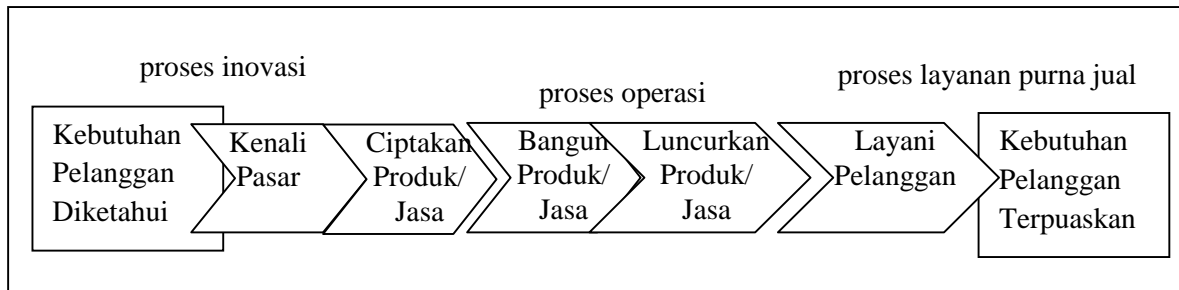 proses inovasi
proses operasi
proses layanan purna jual
Kebutuhan
Pelanggan
Diketahui
Kenali
Pasar
Ciptakan
Produk/
Jasa
Bangun
Produk/
Jasa
Luncurkan
Produk/
Jasa
Layani
Pelanggan
Kebutuhan
Pelanggan
Terpuaskan